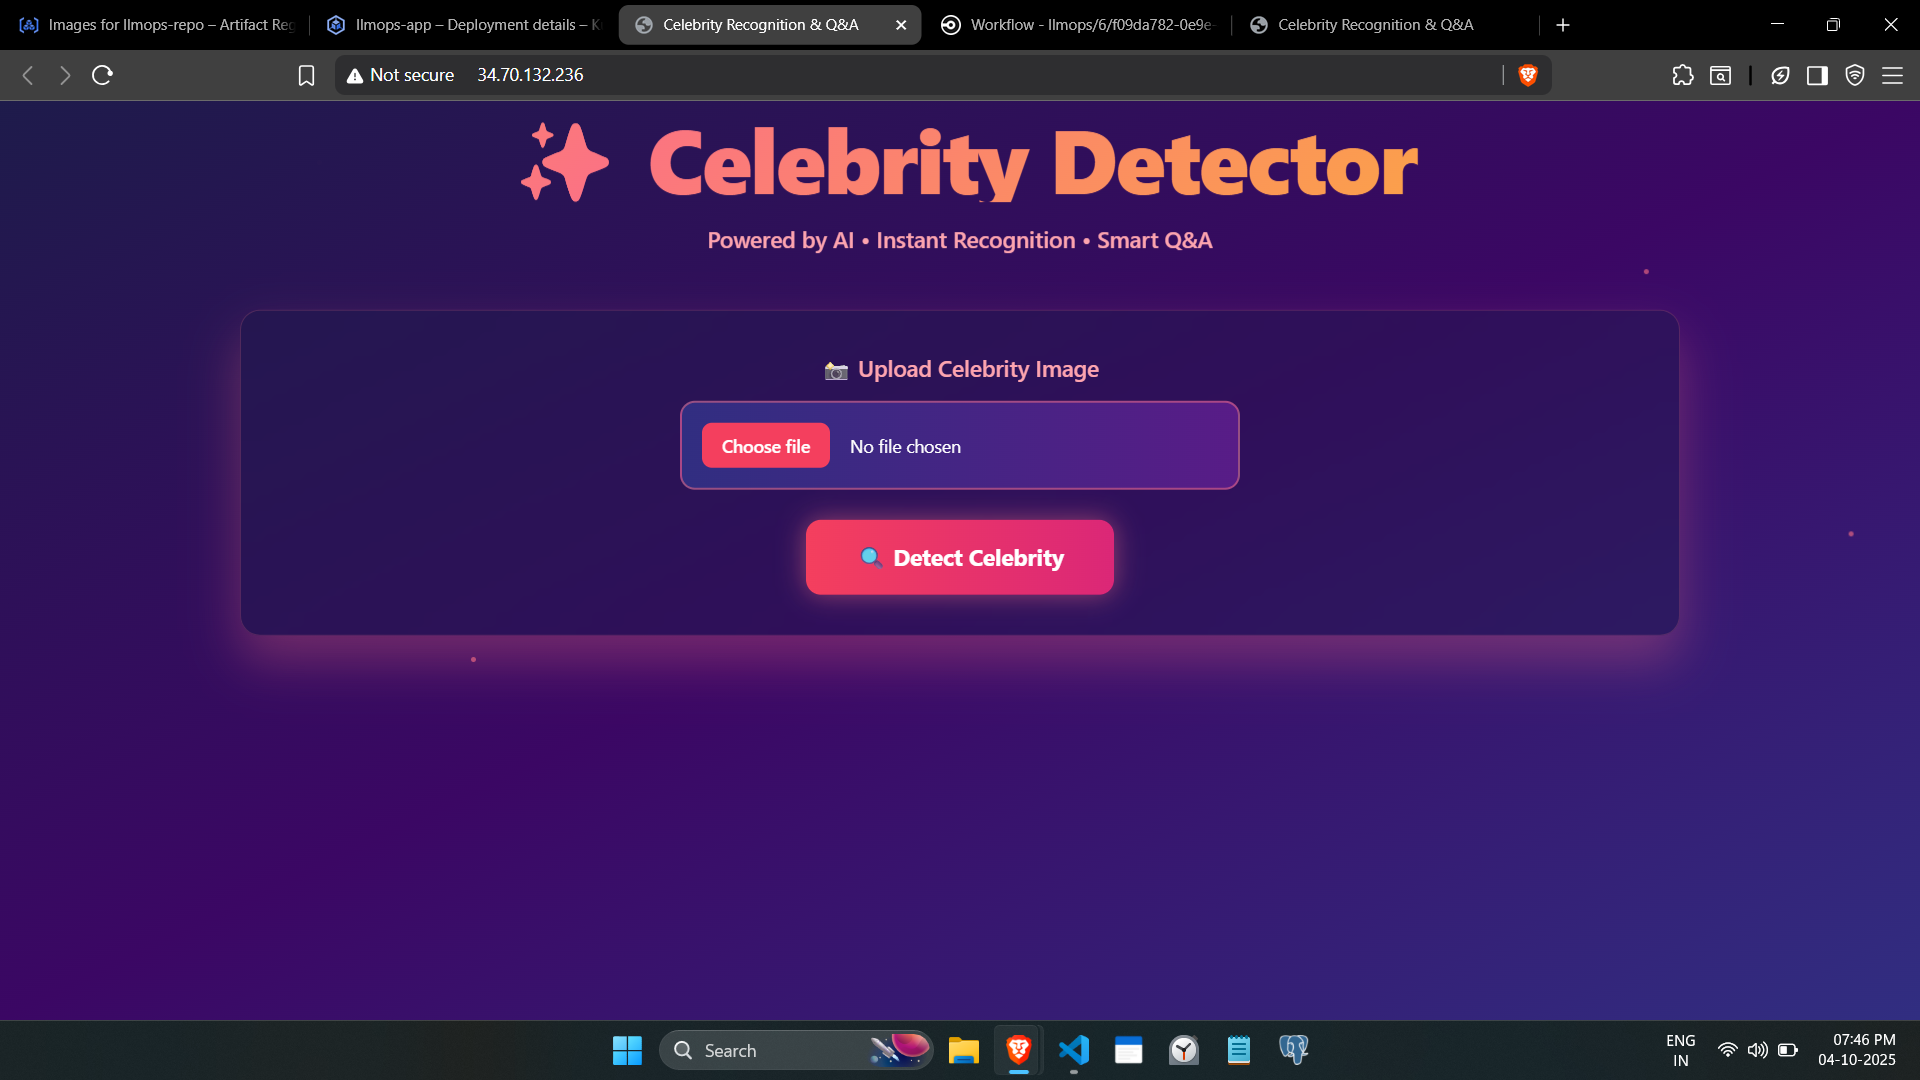 Images for llmops-repo – Artifact Reg
llmops-app – Deployment details – K
Celebrity Recognition & Q&A
Workflow - llmops/6/f09da782-0e9e-
Celebrity Recognition & Q&A
Not secure 34.70.132.236
Celebrity Detector
Powered by AI • Instant Recognition • Smart Q&A
Upload Celebrity Image
Choose file No file chosen
Detect Celebrity
Search
ENG
IN
07:46 PM
04-10-2025